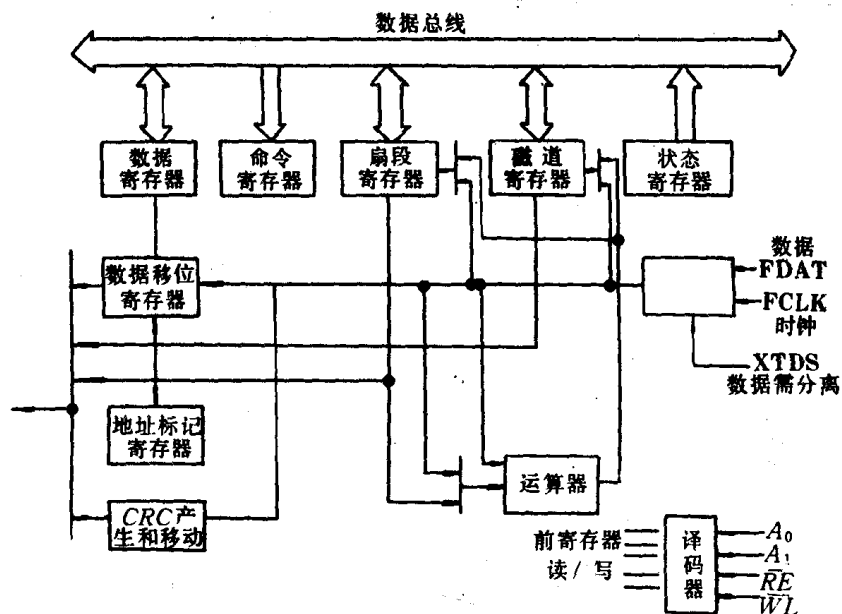 数据总线
数据
寄存器
命令
寄存器
扇段
寄存器
磁道
寄存器
状态
寄存器
数据移位
寄存器
数据
FDAT
FCLK
时钟
XTDS
数据需分离
地址标记
寄存器
运算器
CRC产
生和移动
前寄存器
读/写
译
码
器
A₀
A₁
R̅E̅
W̅L̅